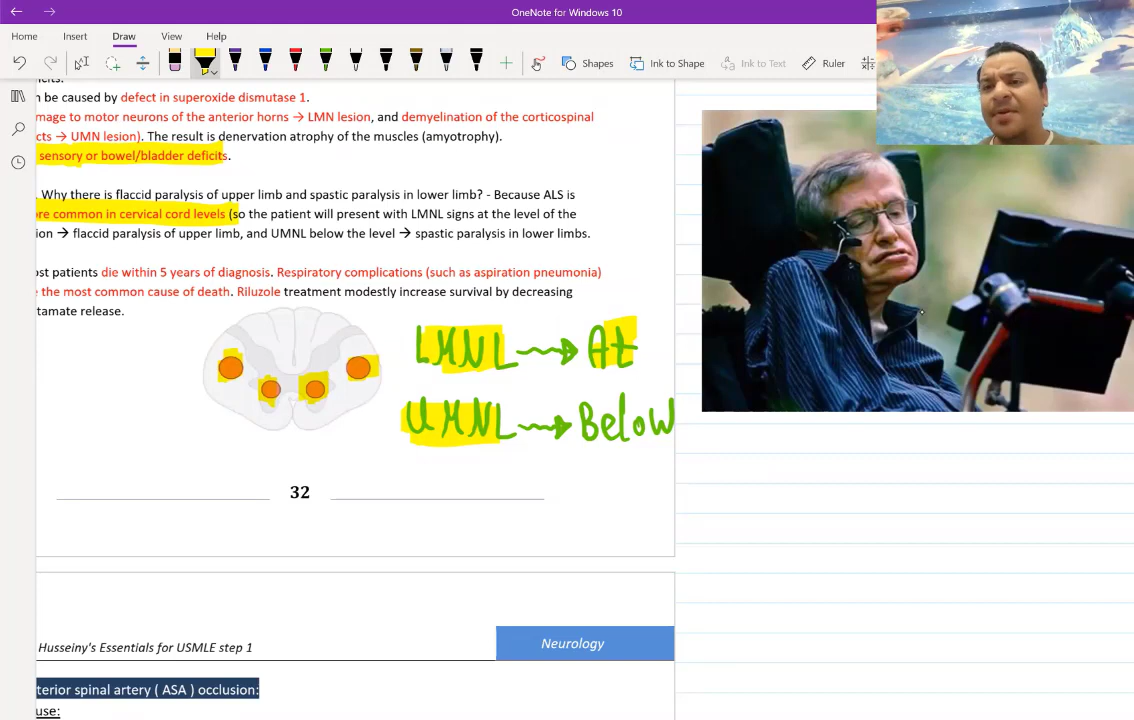 OneNote for Windows 10
Home Insert Draw View Help
Shapes Ink to Shape Ink to Text Ruler
n be caused by defect in superoxide dismutase 1.
mage to motor neurons of the anterior horns → LMN lesion, and demyelination of the corticospinal
cts → UMN lesion). The result is denervation atrophy of the muscles (amyotrophy).
sensory or bowel/bladder deficits.
Why there is flaccid paralysis of upper limb and spastic paralysis in lower limb? - Because ALS is
ore common in cervical cord levels (so the patient will present with LMNL signs at the level of the
ion → flaccid paralysis of upper limb, and UMNL below the level → spastic paralysis in lower limbs.
ost patients die within 5 years of diagnosis. Respiratory complications (such as aspiration pneumonia)
e the most common cause of death. Riluzole treatment modestly increase survival by decreasing
tamate release.
LMNL → At
UMNL → Below
32
Husseiny's Essentials for USMLE step 1
Neurology
terior spinal artery ( ASA ) occlusion:
use: